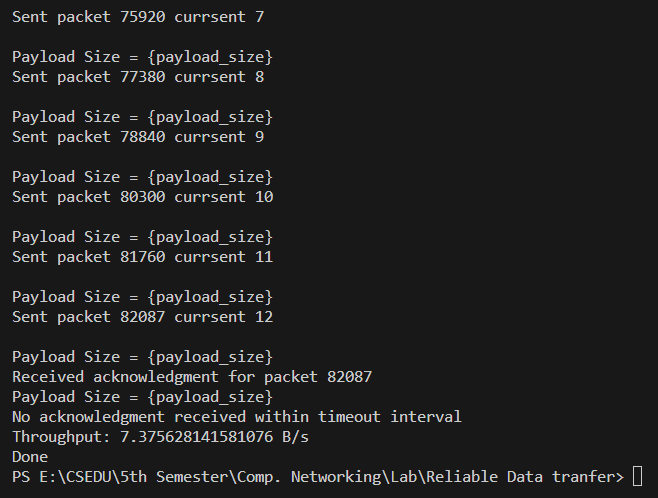 Sent packet 75920 currsent 7
Payload Size = {payload_size}
Sent packet 77380 currsent 8
Payload Size = {payload_size}
Sent packet 78840 currsent 9
Payload Size = {payload_size}
Sent packet 80300 currsent 10
Payload Size = {payload_size}
Sent packet 81760 currsent 11
Payload Size = {payload_size}
Sent packet 82087 currsent 12
Payload Size = {payload_size}
Received acknowledgment for packet 82087
Payload Size = {payload_size}
No acknowledgment received within timeout interval
Throughput: 7.375628141581076 B/s
Done
PS E:\CSEDU\5th Semester\Comp. Networking\Lab\Reliable Data tranfer>